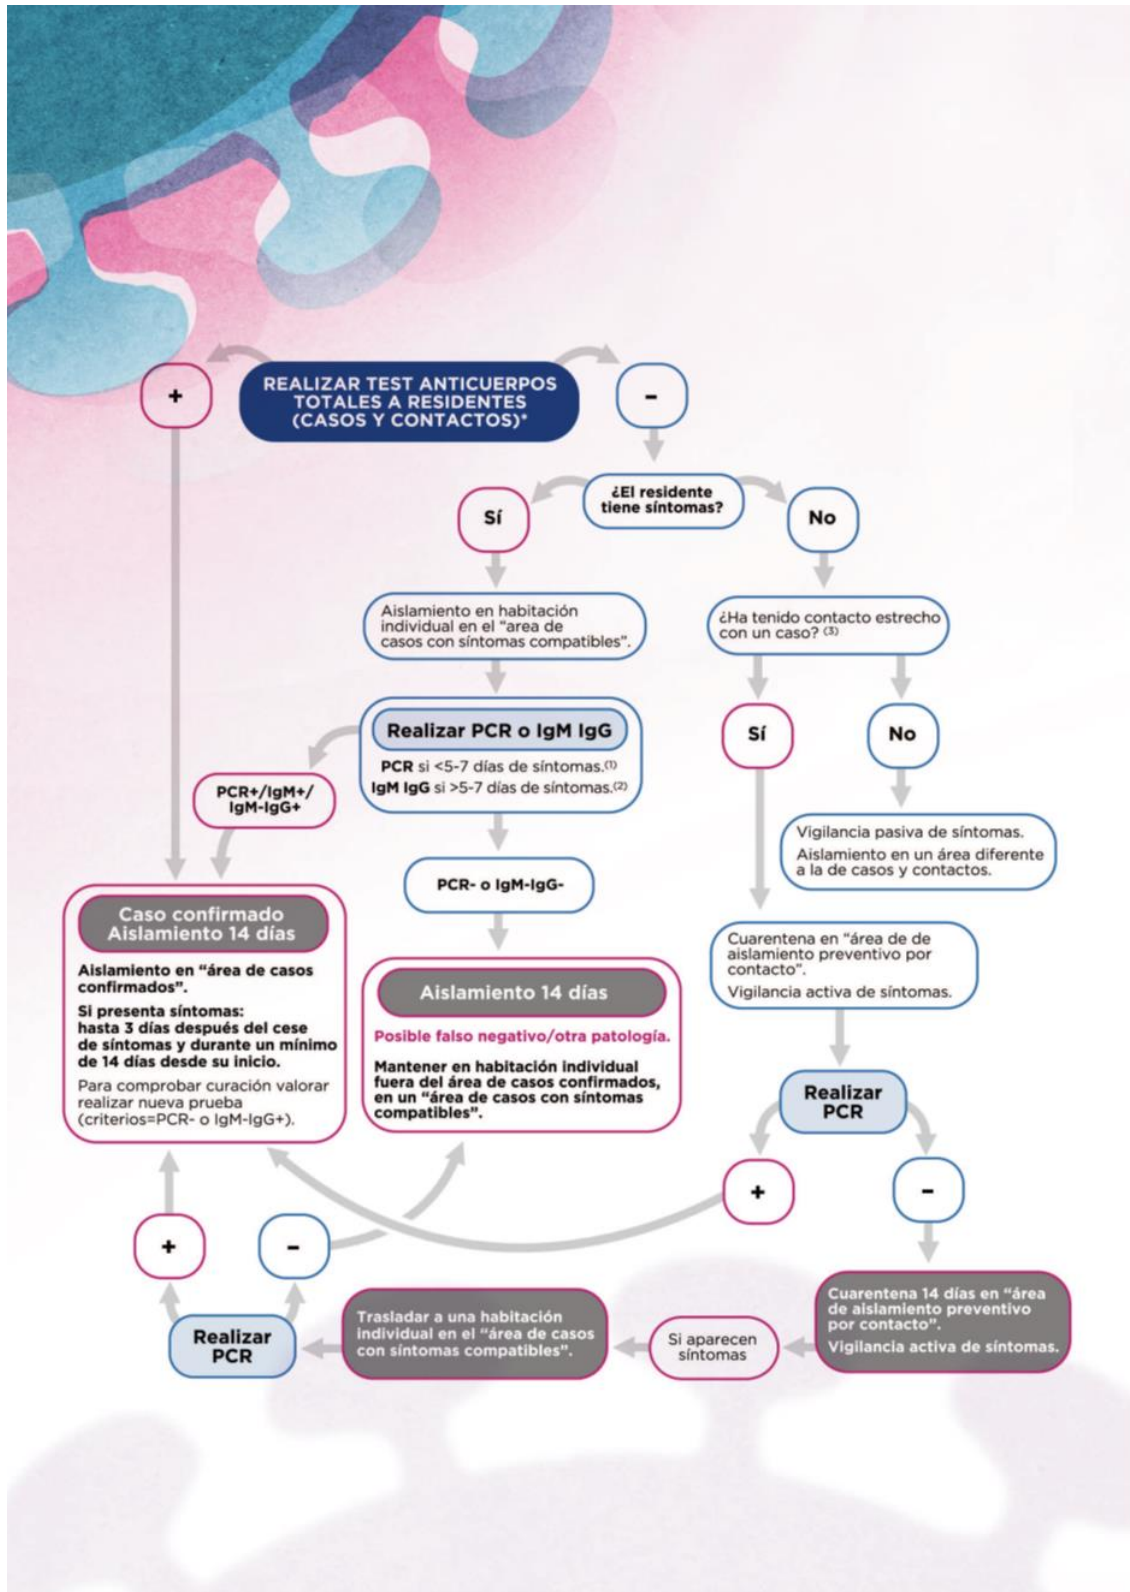 +
REALIZAR TEST ANTICUERPOS
TOTALES A RESIDENTES
(CASOS Y CONTACTOS)*
-
¿El residente
tiene síntomas?
Sí
No
Aislamiento en habitación
individual en el “area de
casos con síntomas compatibles”.
¿Ha tenido contacto estrecho
con un caso? (3)
Realizar PCR o IgM IgG
PCR si <5-7 días de síntomas.(1)
IgM IgG si >5-7 días de síntomas.(2)
Sí
No
PCR+/IgM+/
IgM-IgG+
Vigilancia pasiva de síntomas.
Aislamiento en un área diferente
a la de casos y contactos.
PCR- o IgM-IgG-
Caso confirmado
Aislamiento 14 días
Aislamiento en “área de casos
confirmados”.
Si presenta síntomas:
hasta 3 días después del cese
de síntomas y durante un mínimo
de 14 días desde su inicio.
Para comprobar curación valorar
realizar nueva prueba
(criterios=PCR- o IgM-IgG+).
Aislamiento 14 días
Posible falso negativo/otra patología.
Mantener en habitación individual
fuera del área de casos confirmados,
en un “área de casos con síntomas
compatibles”.
Cuarentena en “área de de
aislamiento preventivo por
contacto”.
Vigilancia activa de síntomas.
Realizar
PCR
+
-
+
-
Cuarentena 14 días en “área
de aislamiento preventivo
por contacto”.
Vigilancia activa de síntomas.
Si aparecen
síntomas
Trasladar a una habitación
individual en el “área de casos
con síntomas compatibles”.
Realizar
PCR